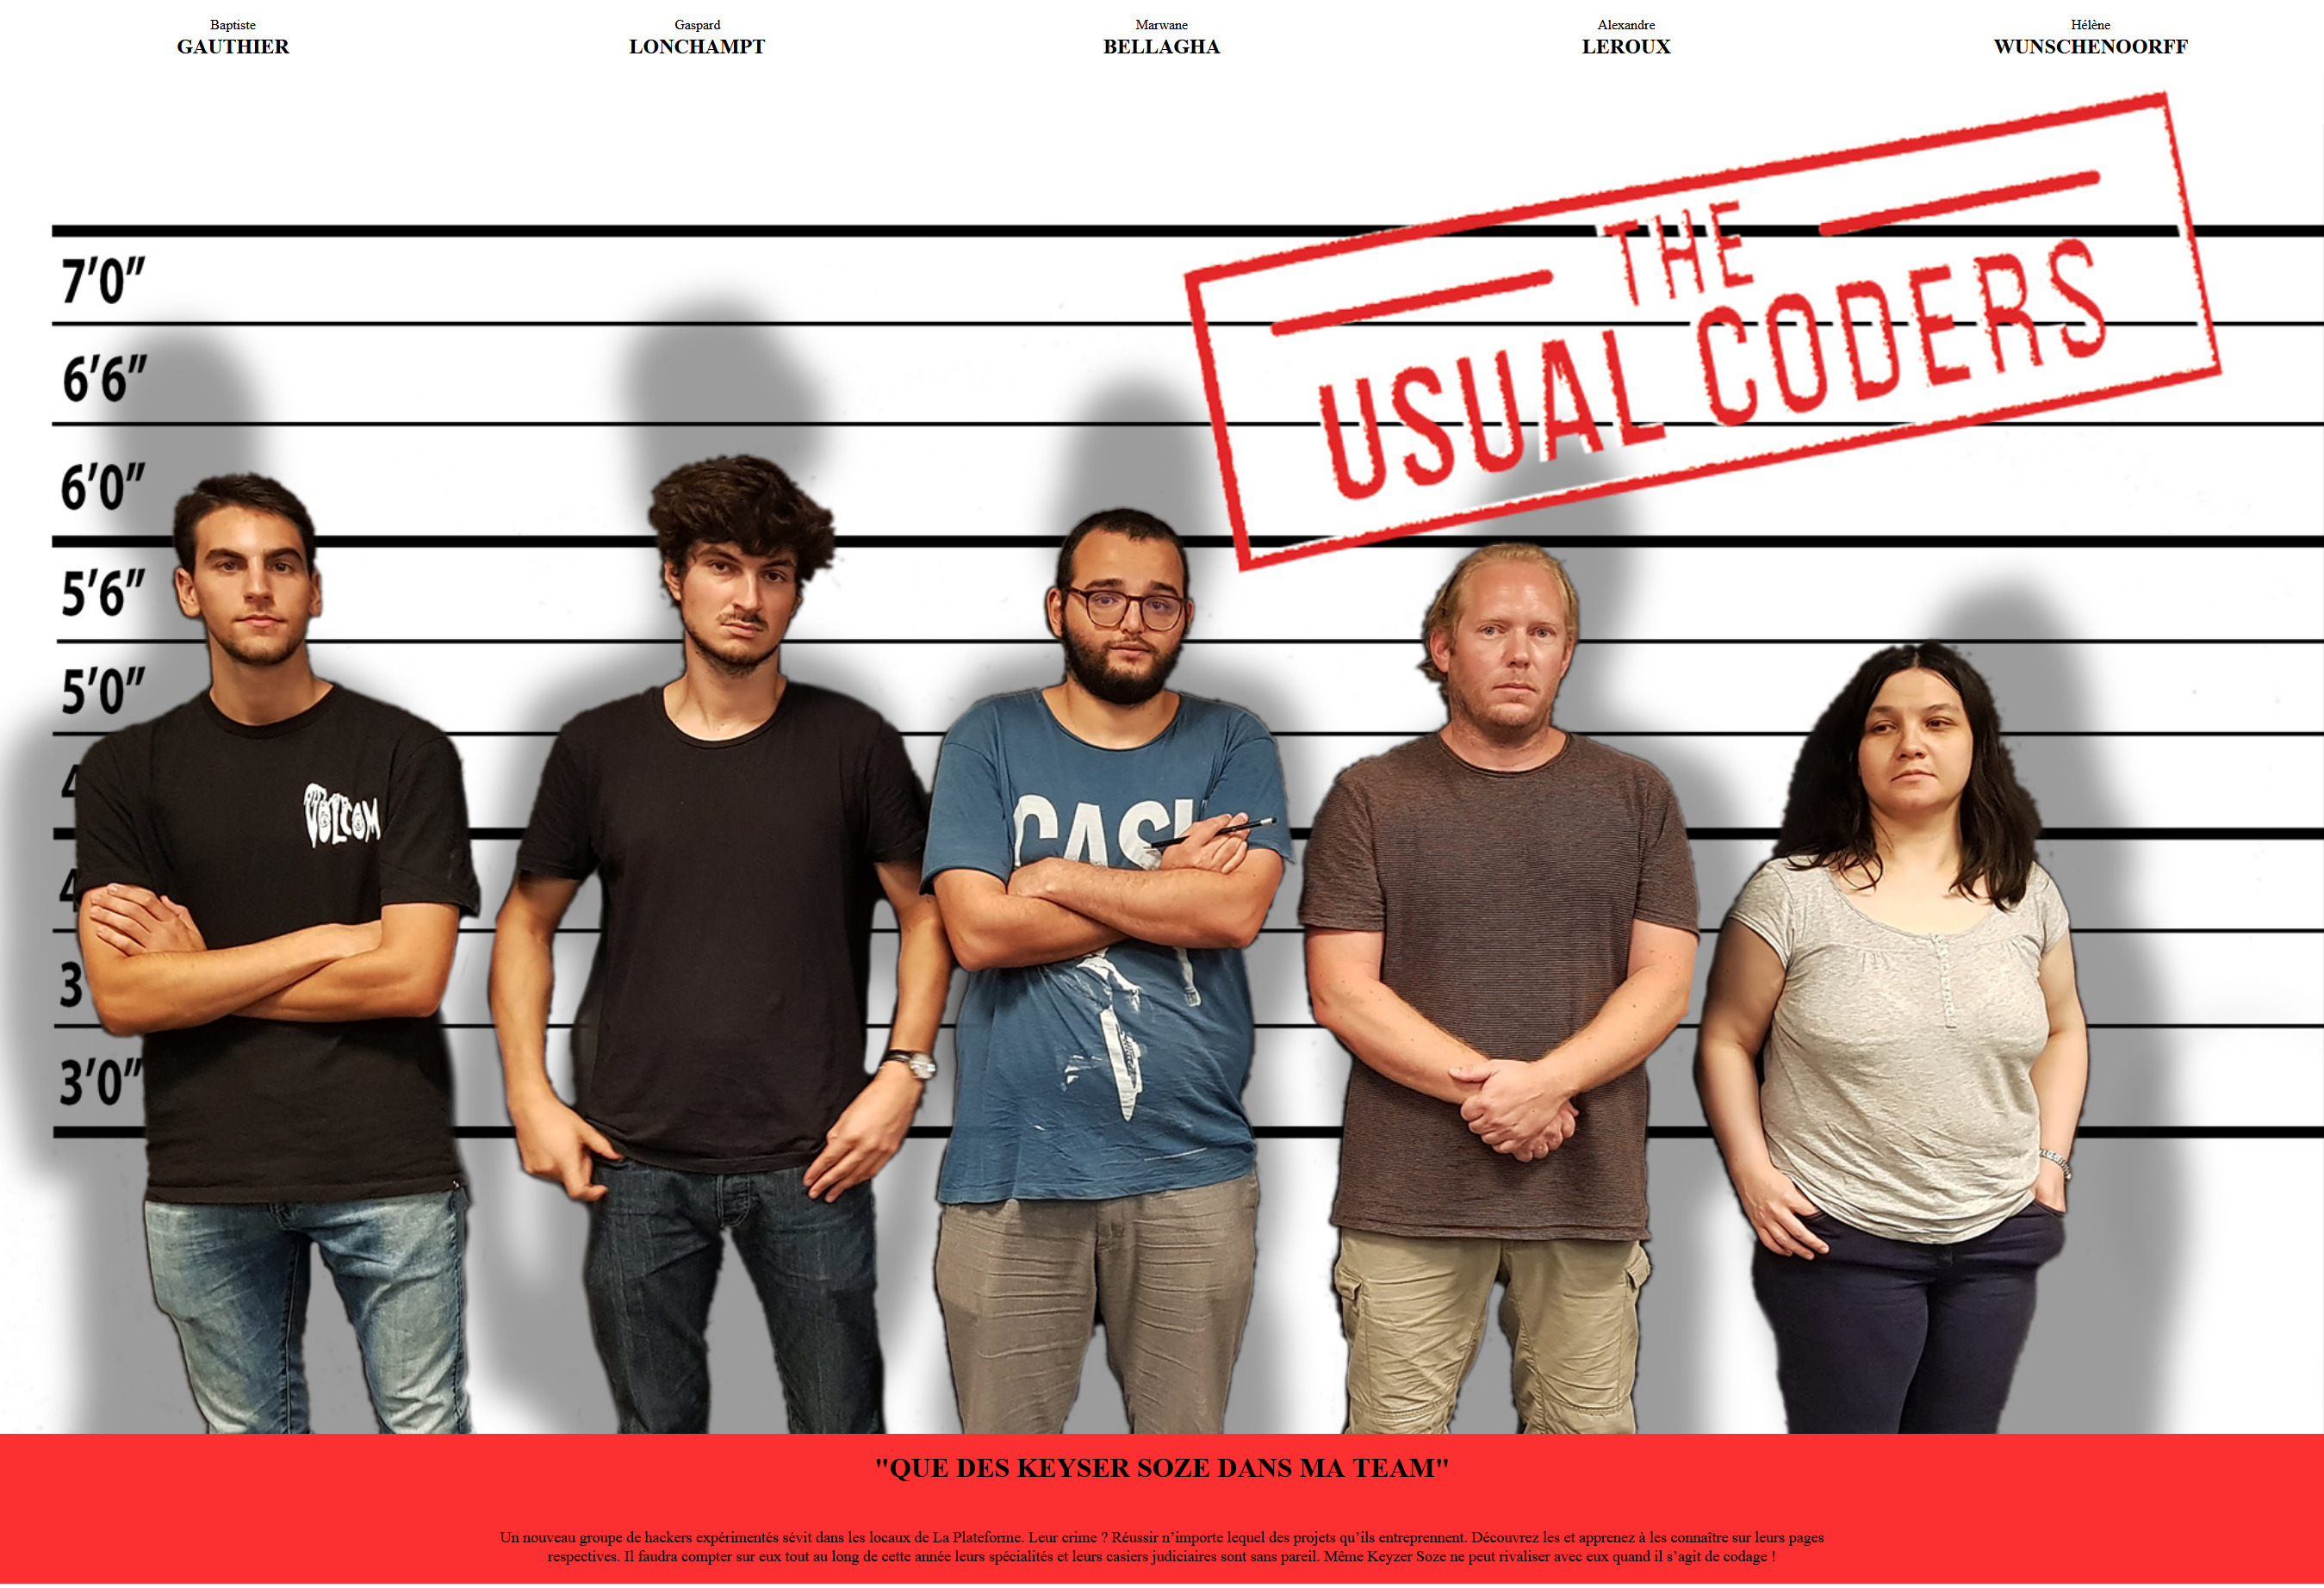 Baptiste
GAUTHIER
Gaspard
LONCHAMPT
Marwane
BELLAGHA
Alexandre
LEROUX
Hélène
WUNSCHENOORFF
THE
USUAL CODERS
7'0"
6'6"
6'0"
5'6"
5'0"
4
4
3
3'0"
VOLCOM
CAS
"QUE DES KEYSER SOZE DANS MA TEAM"
Un nouveau groupe de hackers expérimentés sévit dans les locaux de La Plateforme. Leur crime ? Réussir n’importe lequel des projets qu’ils entreprennent. Découvrez les et apprenez à les connaître sur leurs pages
respectives. Il faudra compter sur eux tout au long de cette année leurs spécialités et leurs casiers judiciaires sont sans pareil. Même Keyzer Soze ne peut rivaliser avec eux quand il s’agit de codage !